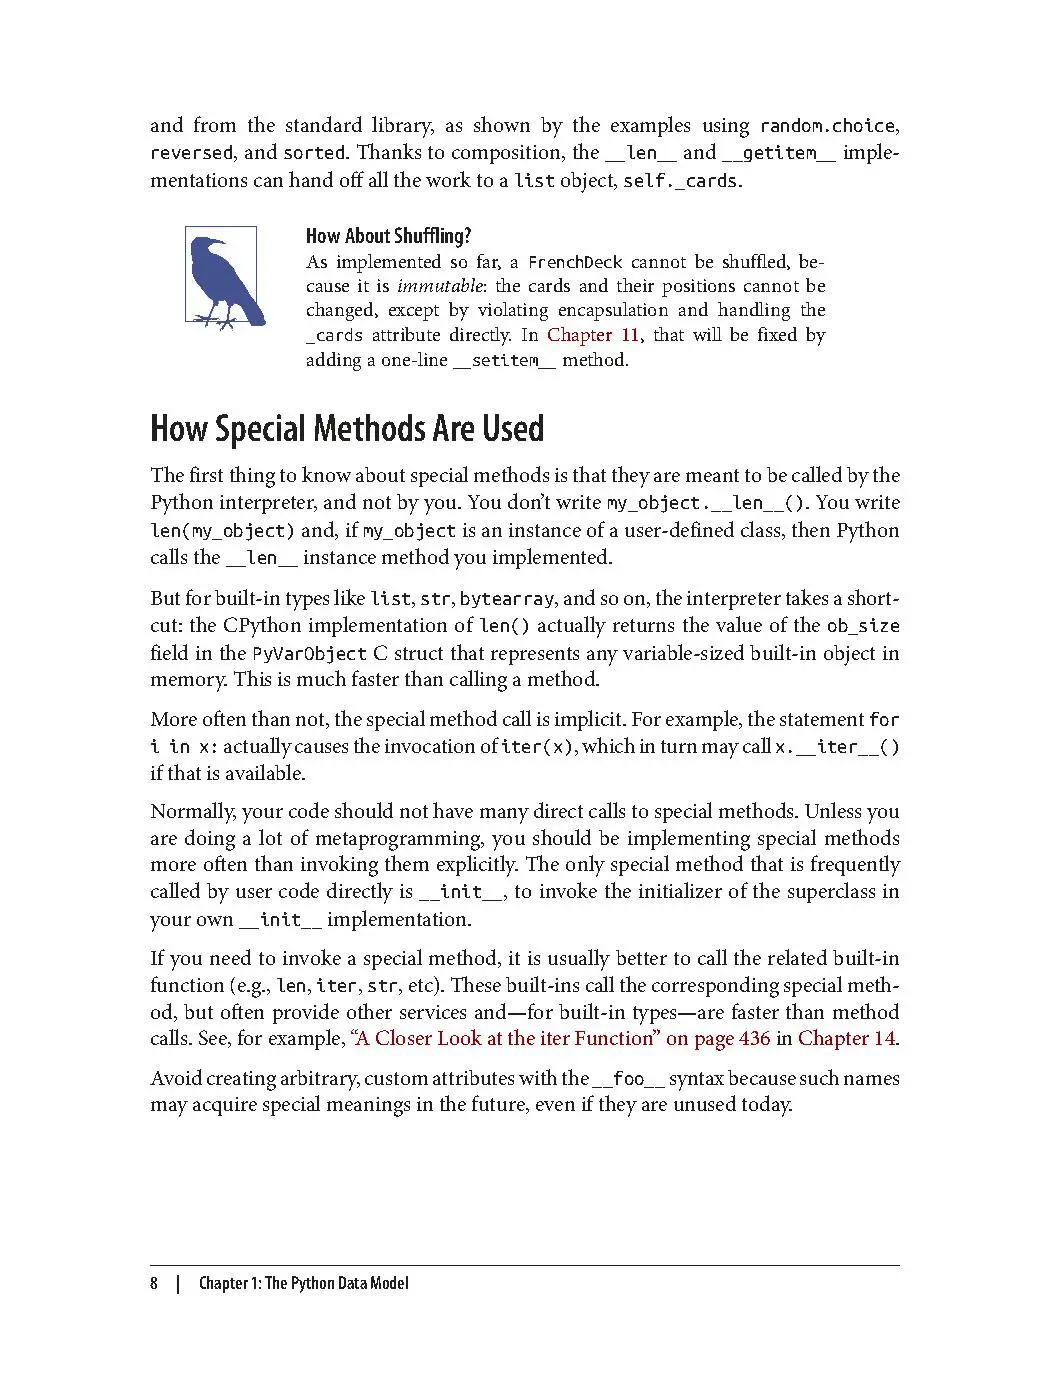 and from the standard library, as shown by the examples using random.choice,
reversed, and sorted. Thanks to composition, the __len__ and __getitem__ imple-
mentations can hand off all the work to a list object, self._cards.
How About Shuffling?
As implemented so far, a FrenchDeck cannot be shuffled, be-
cause it is immutable: the cards and their positions cannot be
changed, except by violating encapsulation and handling the
_cards attribute directly. In Chapter 11, that will be fixed by
adding a one-line __setitem__ method.
How Special Methods Are Used
The first thing to know about special methods is that they are meant to be called by the
Python interpreter, and not by you. You don’t write my_object.__len__(). You write
len(my_object) and, if my_object is an instance of a user-defined class, then Python
calls the __len__ instance method you implemented.
But for built-in types like list, str, bytearray, and so on, the interpreter takes a short-
cut: the CPython implementation of len() actually returns the value of the ob_size
field in the PyVarObject C struct that represents any variable-sized built-in object in
memory. This is much faster than calling a method.
More often than not, the special method call is implicit. For example, the statement for
i in x: actually causes the invocation of iter(x), which in turn may call x.__iter__()
if that is available.
Normally, your code should not have many direct calls to special methods. Unless you
are doing a lot of metaprogramming, you should be implementing special methods
more often than invoking them explicitly. The only special method that is frequently
called by user code directly is __init__, to invoke the initializer of the superclass in
your own __init__ implementation.
If you need to invoke a special method, it is usually better to call the related built-in
function (e.g., len, iter, str, etc). These built-ins call the corresponding special meth-
od, but often provide other services and—for built-in types—are faster than method
calls. See, for example, “A Closer Look at the iter Function” on page 436 in Chapter 14.
Avoid creating arbitrary, custom attributes with the __foo__ syntax because such names
may acquire special meanings in the future, even if they are unused today.
8 | Chapter 1: The Python Data Model